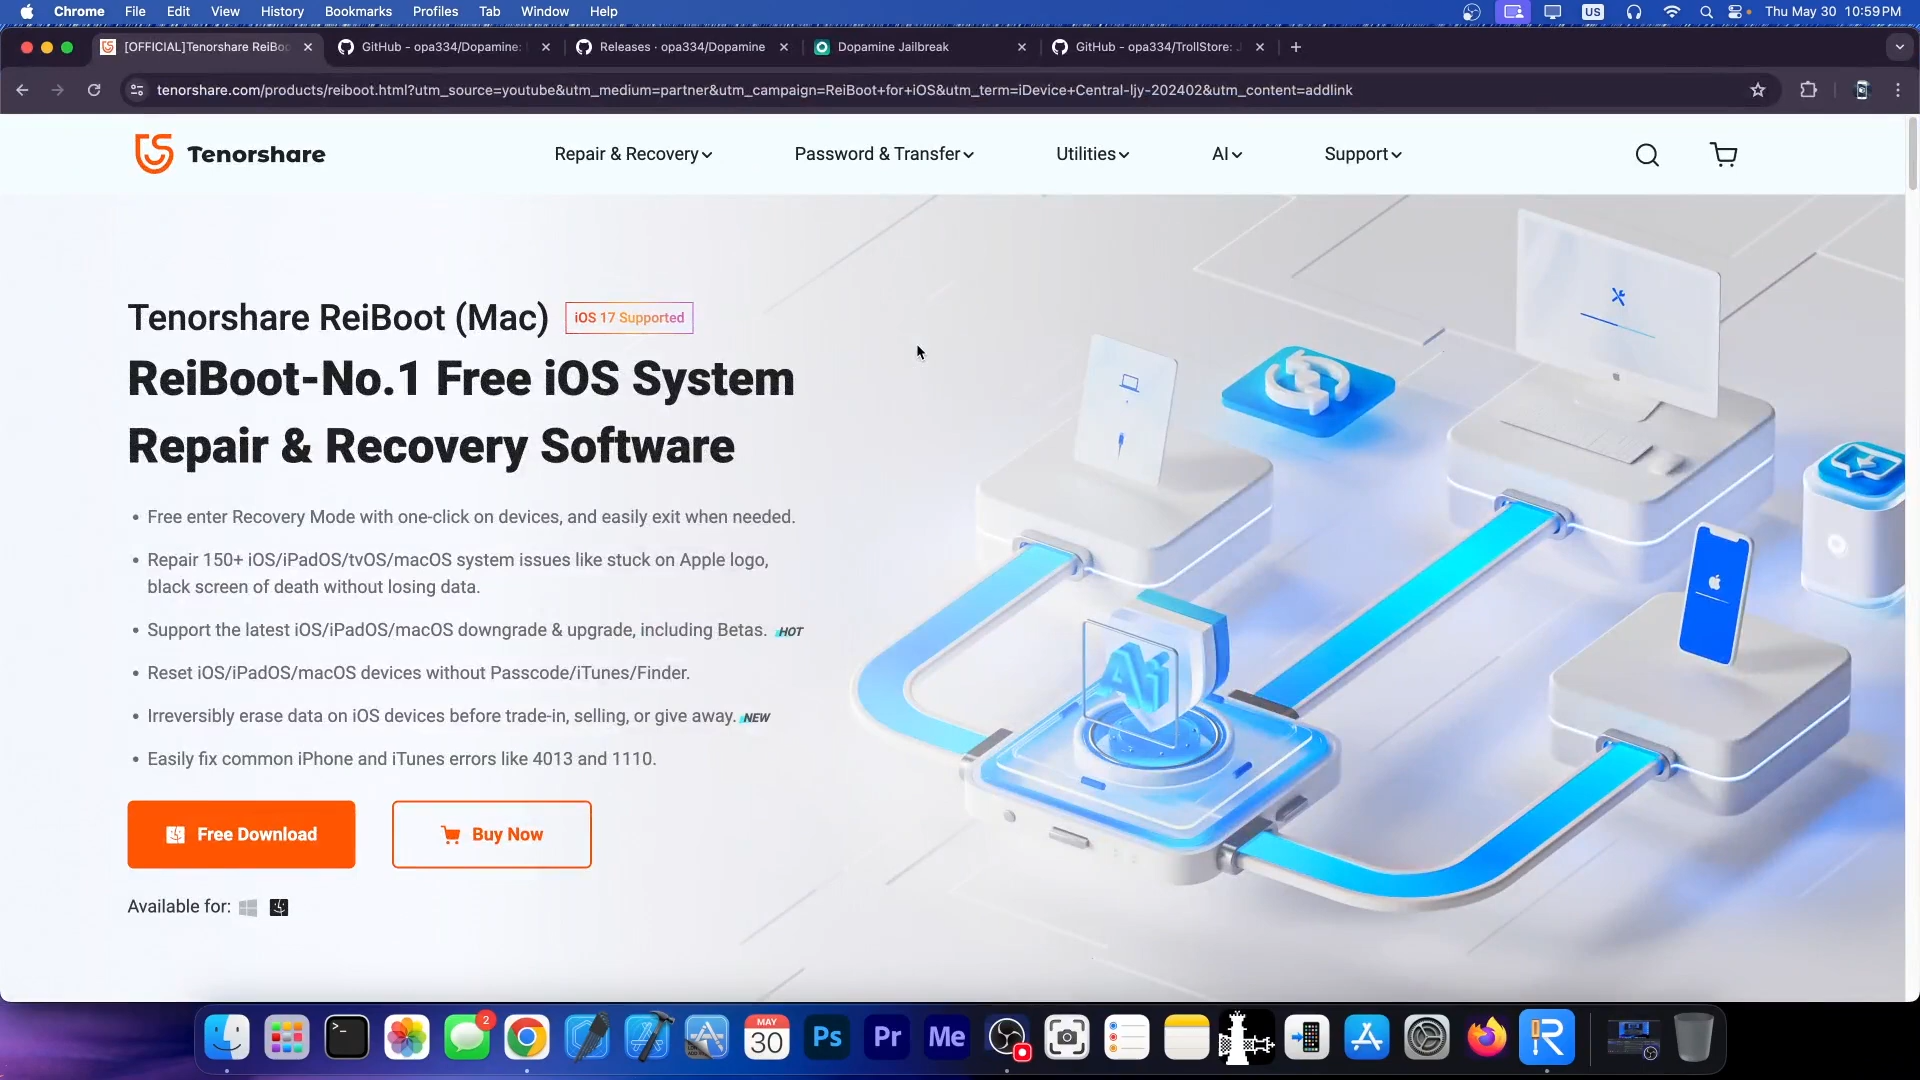 Chrome File Edit View History Bookmarks Profiles Tab Window Help US Thu May 30 10:59 PM
[OFFICIAL]Tenorshare ReiBoo GitHub - opa334/Dopamine: Releases · opa334/Dopamine Dopamine Jailbreak GitHub - opa334/TrollStore:
tenorshare.com/products/reiboot.html?utm_source=youtube&utm_medium=partner&utm_campaign=ReiBoot+for+iOS&utm_term=iDevice+Central-ljy-202402&utm_content=addlink
Tenorshare Repair & Recovery Password & Transfer Utilities AI Support
Tenorshare ReiBoot (Mac) iOS 17 Supported
ReiBoot-No.1 Free iOS System
Repair & Recovery Software
• Free enter Recovery Mode with one-click on devices, and easily exit when needed.
• Repair 150+ iOS/iPadOS/tvOS/macOS system issues like stuck on Apple logo,
black screen of death without losing data.
• Support the latest iOS/iPadOS/macOS downgrade & upgrade, including Betas. HOT
• Reset iOS/iPadOS/macOS devices without Passcode/iTunes/Finder.
• Irreversibly erase data on iOS devices before trade-in, selling, or give away. NEW
• Easily fix common iPhone and iTunes errors like 4013 and 1110.
Free Download Buy Now
Available for:
Ai
2 MAY 30 Ps Pr Me R